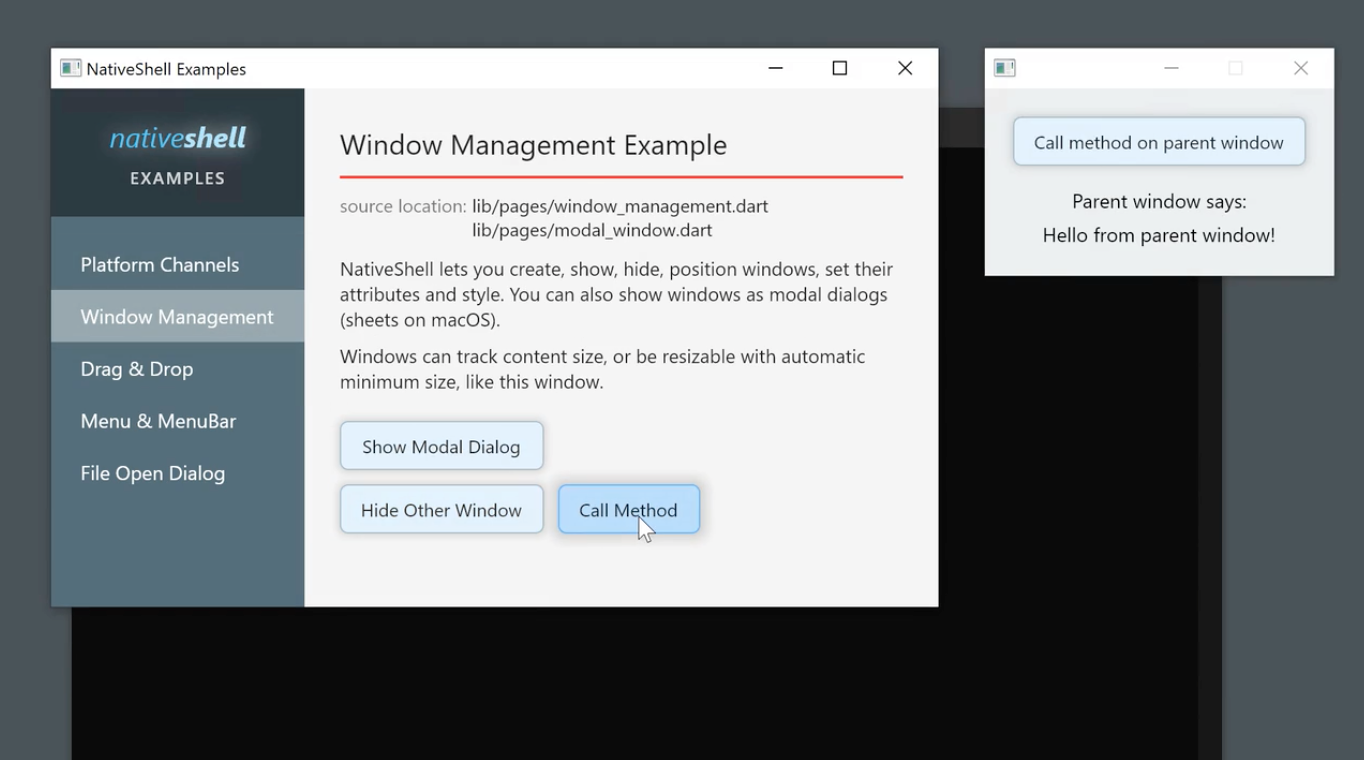 NativeShell Examples
nativeshell
EXAMPLES
Platform Channels
Window Management
Drag & Drop
Menu & MenuBar
File Open Dialog
Window Management Example
source location: lib/pages/window_management.dart
lib/pages/modal_window.dart
NativeShell lets you create, show, hide, position windows, set their
attributes and style. You can also show windows as modal dialogs
(sheets on macOS).
Windows can track content size, or be resizable with automatic
minimum size, like this window.
Show Modal Dialog
Hide Other Window
Call Method
Call method on parent window
Parent window says:
Hello from parent window!